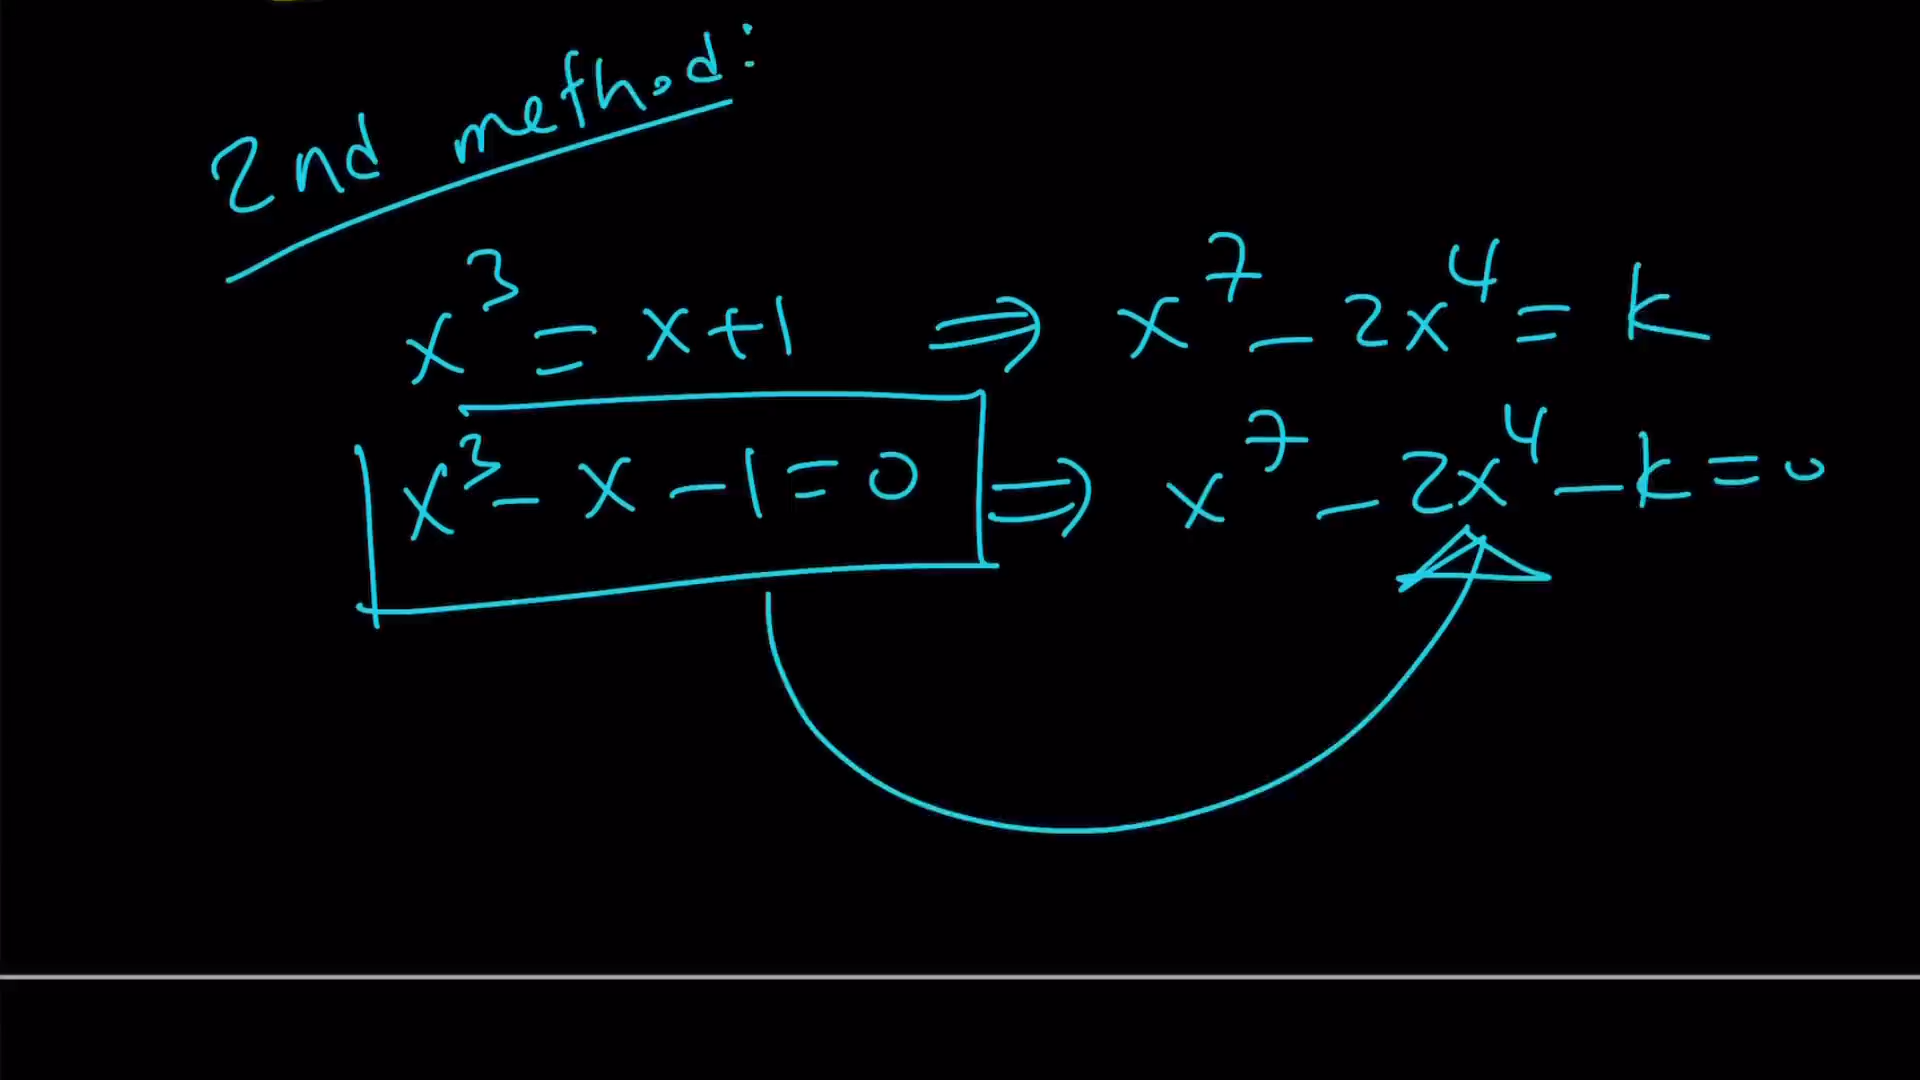 2nd method:
x³ = x+1 ⇒ x⁷ - 2x⁴ = k
x³ - x - 1 = 0 ⇒ x⁷ - 2x⁴ - k = 0